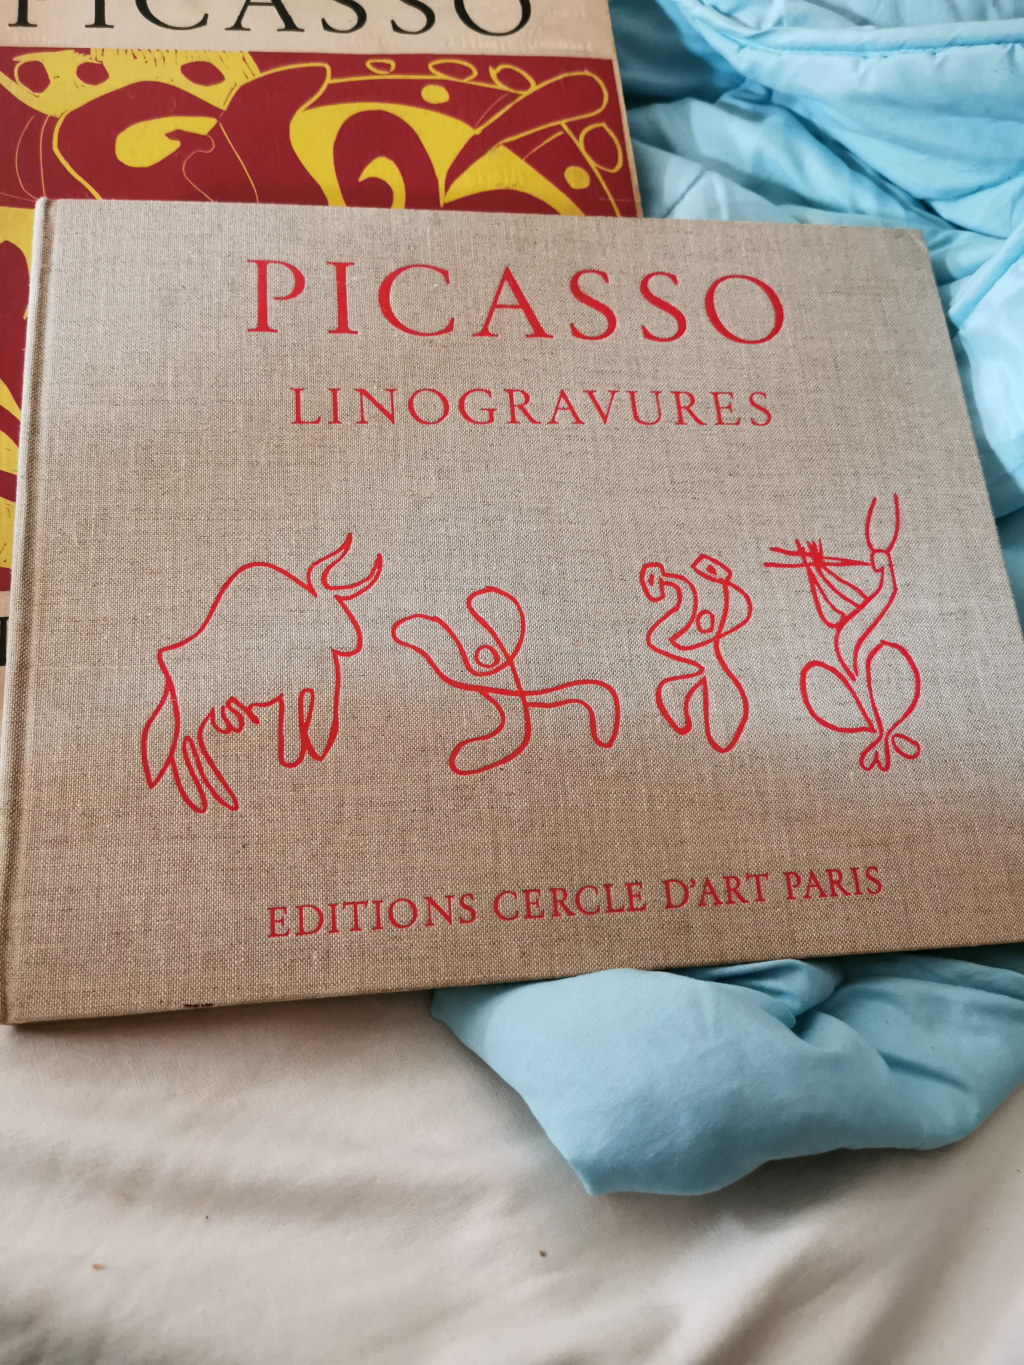 PICASSO
PICASSO
LINOGRAVURES
EDITIONS CERCLE D'ART PARIS